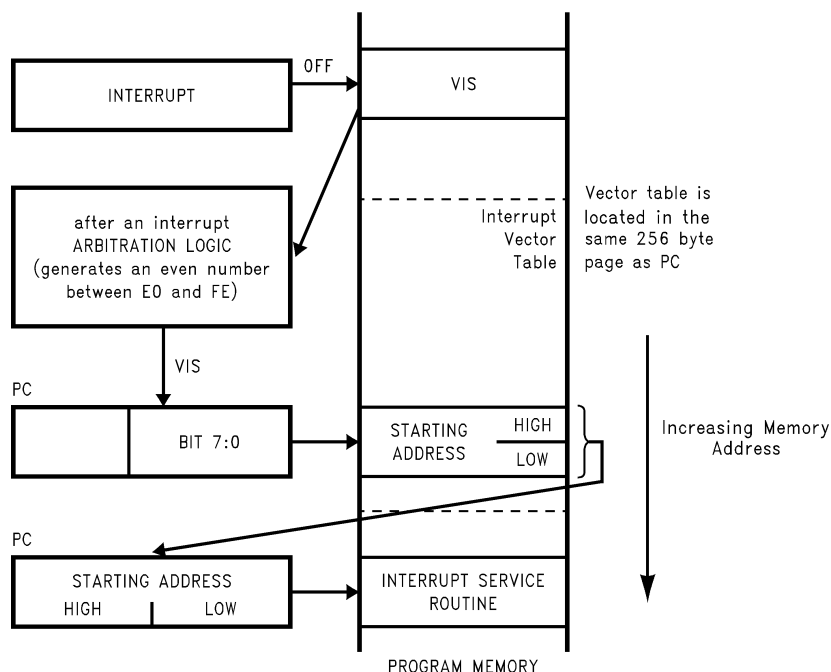 INTERRUPT
OFF
VIS
after an interrupt
ARBITRATION LOGIC
(generates an even number
between E0 and FE)
Interrupt
Vector
Table
Vector table is
located in the
same 256 byte
page as PC
VIS
PC
BIT 7:0
STARTING
ADDRESS
HIGH
LOW
Increasing Memory
Address
PC
STARTING ADDRESS
HIGH
LOW
INTERRUPT SERVICE
ROUTINE
PROGRAM MEMORY